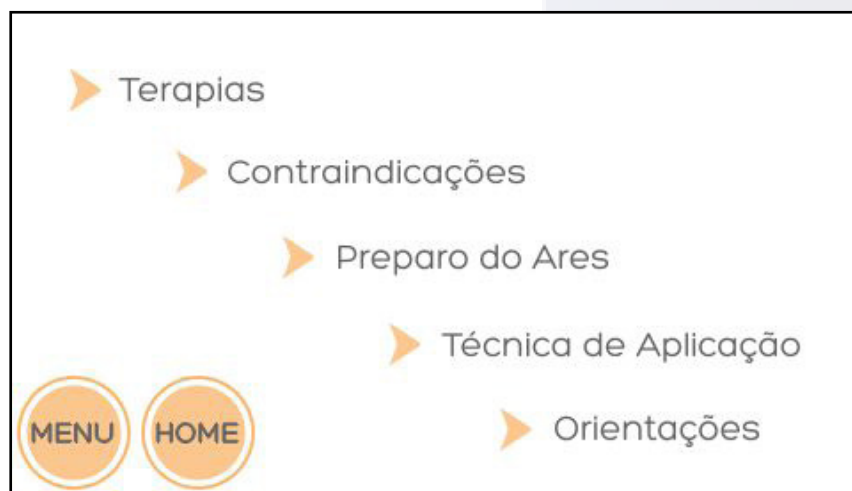 Terapias
Contraindicações
Preparo do Ares
Técnica de Aplicação
MENU HOME
Orientações